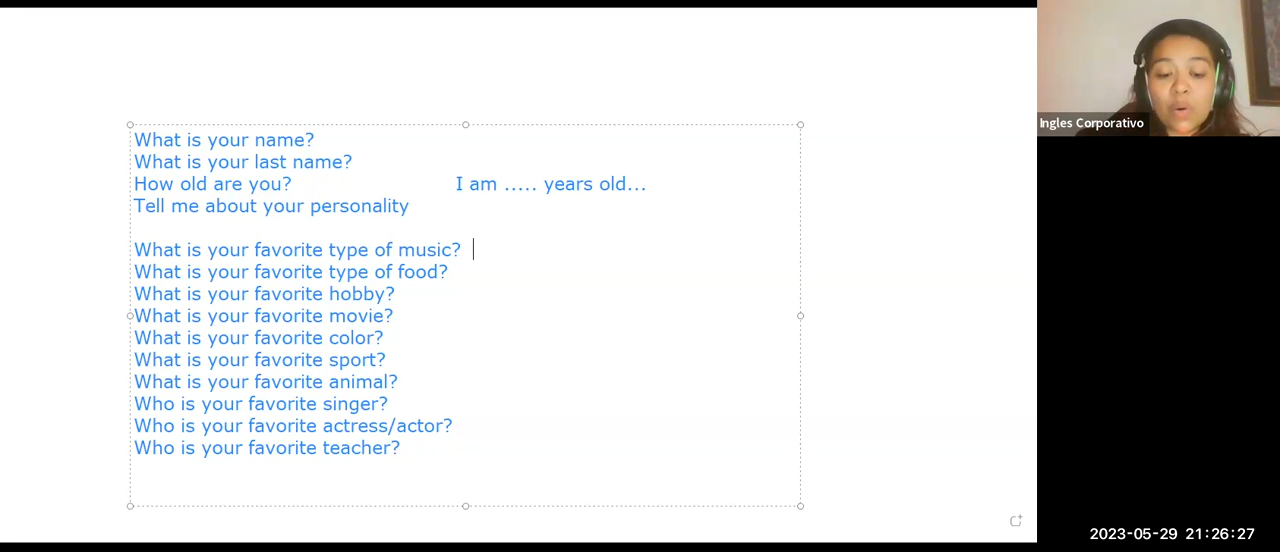 What is your name?
What is your last name?
How old are you? I am ..... years old...
Tell me about your personality
What is your favorite type of music?
What is your favorite type of food?
What is your favorite hobby?
What is your favorite movie?
What is your favorite color?
What is your favorite sport?
What is your favorite animal?
Who is your favorite singer?
Who is your favorite actress/actor?
Who is your favorite teacher?
Ingles Corporativo
2023-05-29 21:26:27